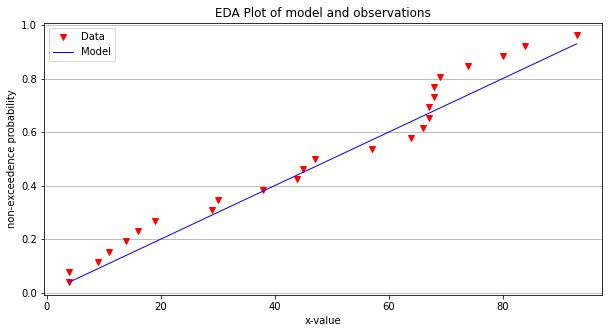 EDA Plot of model and observations
Data
Model
non-exceedence probability
1.0
0.8
0.6
0.4
0.2
0.0
0
20
40
60
80
x-value